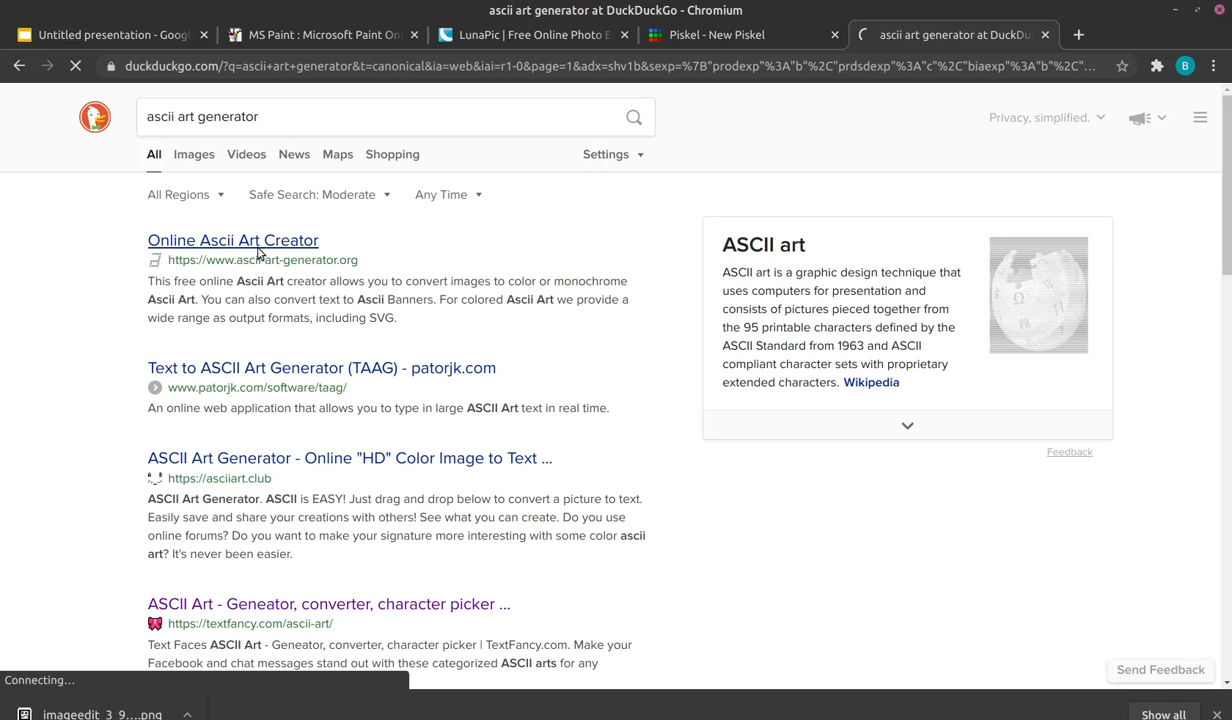 ascii art generator at DuckDuckGo - Chromium
Untitled presentation - Goog
MS Paint : Microsoft Paint Onl
LunaPic | Free Online Photo E
Piskel - New Piskel
ascii art generator at DuckDu
duckduckgo.com/?q=ascii+art+generator&t=canonical&ia=web&iai=r1-0&page=1&adx=shv1b&sexp=%7B"prodexp"%3A"b"%2C"prdsdexp"%3A"c"%2C"biaexp"%3A"b"%2C"...
B
ascii art generator
Privacy, simplified.
All Images Videos News Maps Shopping Settings
All Regions Safe Search: Moderate Any Time
Online Ascii Art Creator
https://www.ascii-art-generator.org
This free online Ascii Art creator allows you to convert images to color or monochrome
Ascii Art. You can also convert text to Ascii Banners. For colored Ascii Art we provide a
wide range as output formats, including SVG.
Text to ASCII Art Generator (TAAG) - patorjk.com
www.patorjk.com/software/taag/
An online web application that allows you to type in large ASCII Art text in real time.
ASCII Art Generator - Online "HD" Color Image to Text ...
https://asciiart.club
ASCII Art Generator. ASCII is EASY! Just drag and drop below to convert a picture to text.
Easily save and share your creations with others! See what you can create. Do you use
online forums? Do you want to make your signature more interesting with some color ascii
art? It's never been easier.
ASCII Art - Geneator, converter, character picker ...
https://textfancy.com/ascii-art/
Text Faces ASCII Art - Geneator, converter, character picker | TextFancy.com. Make your
Facebook and chat messages stand out with these categorized ASCII arts for any
ASCII art
ASCII art is a graphic design technique that
uses computers for presentation and
consists of pictures pieced together from
the 95 printable characters defined by the
ASCII Standard from 1963 and ASCII
compliant character sets with proprietary
extended characters. Wikipedia
Feedback
Send Feedback
Connecting...
imageedit_3_9....png
Show all